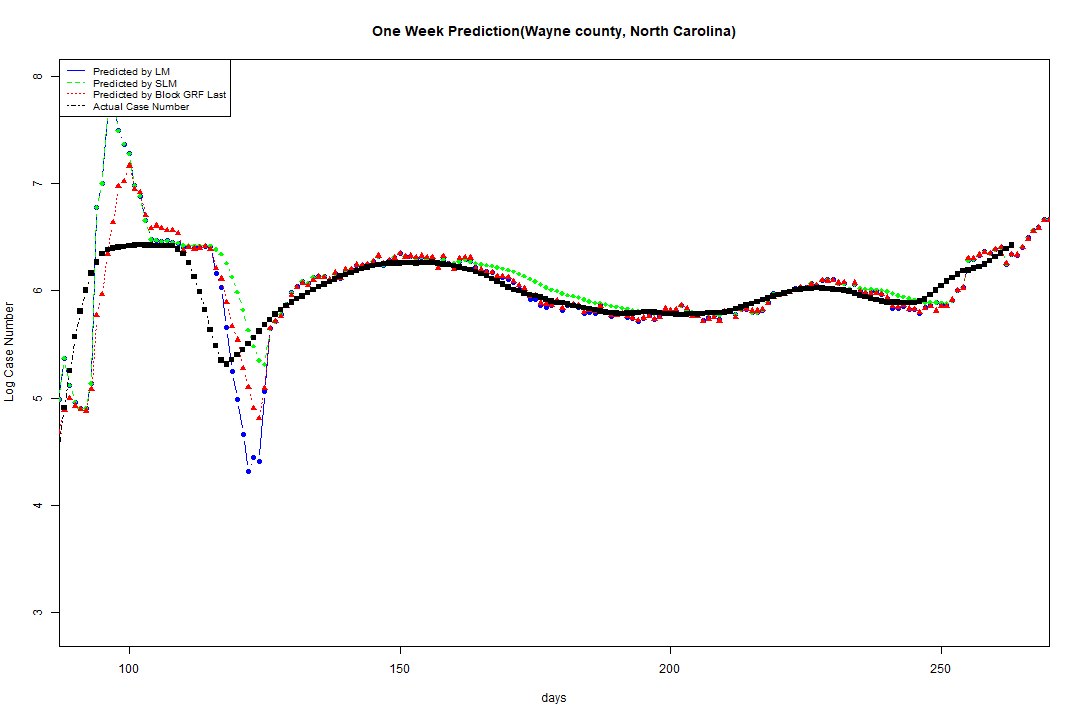 One Week Prediction(Wayne county, North Carolina)
Predicted by LM
Predicted by SLM
Predicted by Block GRF Last
Actual Case Number
8
7
6
5
4
3
Log Case Number
100 150 200 250
days